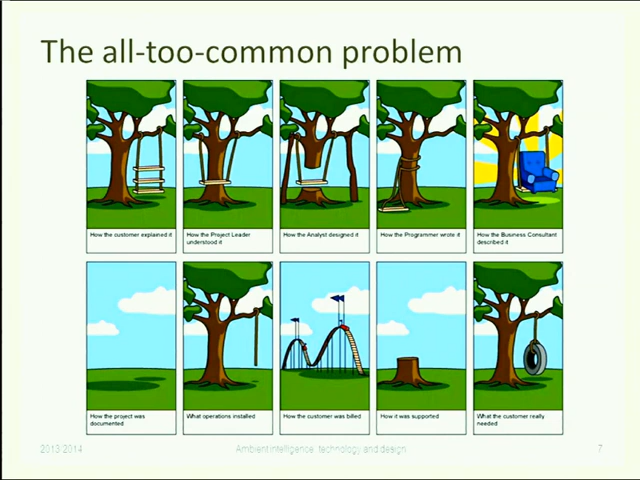 The all-too-common problem
How the customer explained it
How the Project Leader
understood it
How the Analyst designed it
How the Programmer wrote it
How the Business Consultant
described it
How the project was
documented
What operations installed
How the customer was billed
How it was supported
What the customer really
needed
2013-2014
Ambient intelligence: technology and design
7